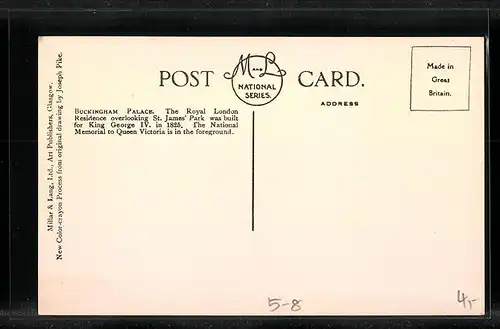 POST CARD.
M and L
NATIONAL
SERIES.
ADDRESS
Made in
Great
Britain.
BUCKINGHAM PALACE. The Royal London
Residence overlooking St. James' Park was built
for King George IV. in 1825. The National
Memorial to Queen Victoria is in the foreground.
Millar & Lang, Ltd., Art Publishers, Glasgow.
New Color-crayon Process from original drawing by Joseph Pike.
5-8
4,-